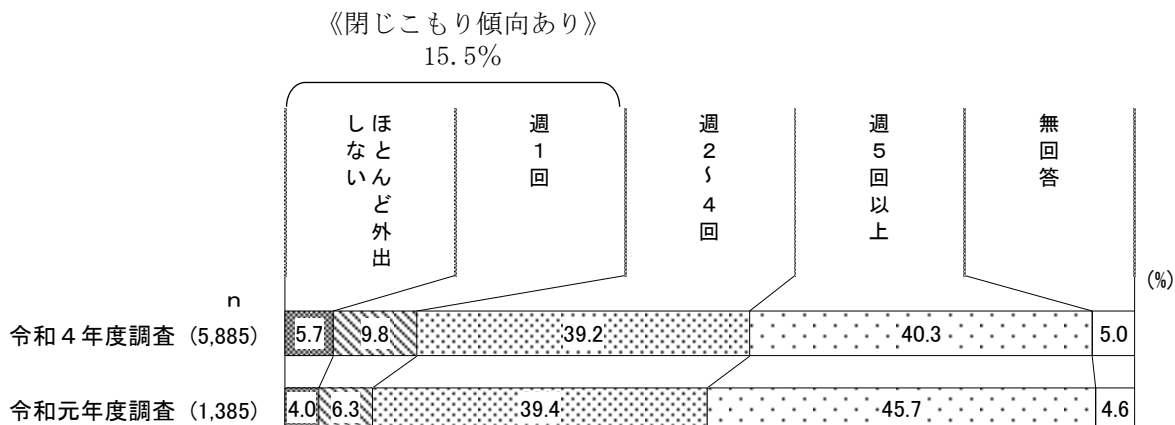 《閉じこもり傾向あり》
15.5％
ほとんど外出
しない
週１回
週２～４回
週５回以上
無回答
(%)
ｎ
令和４年度調査 (5,885) 5.7 9.8 39.2 40.3 5.0
令和元年度調査 (1,385) 4.0 6.3 39.4 45.7 4.6